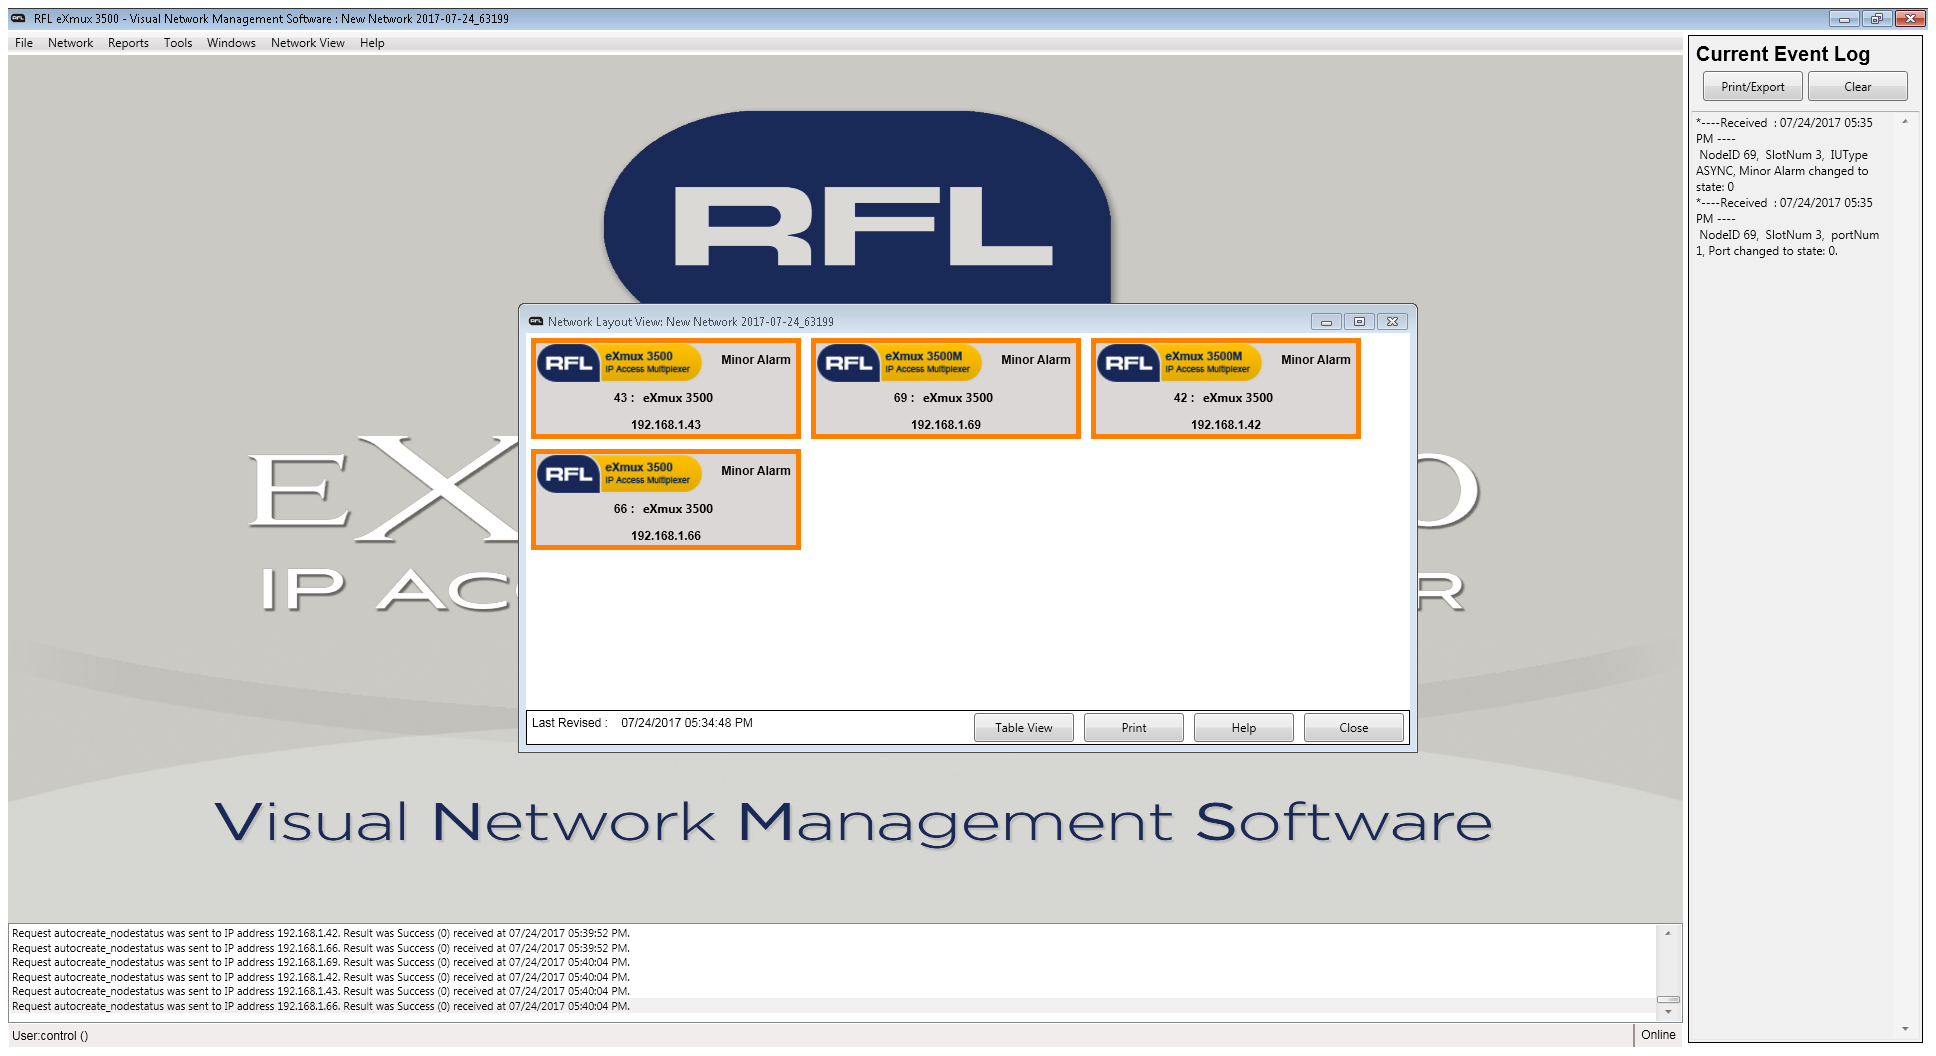 RFL eXmux 3500 - Visual Network Management Software : New Network 2017-07-24_63199
File Network Reports Tools Windows Network View Help
Current Event Log
Print/Export Clear
*----Received : 07/24/2017 05:35
PM ----
NodeID 69, SlotNum 3, IUType
ASYNC, Minor Alarm changed to
state: 0
*----Received : 07/24/2017 05:35
PM ----
NodeID 69, SlotNum 3, portNum
1, Port changed to state: 0.
RFL
Network Layout View: New Network 2017-07-24_63199
RFL eXmux 3500 IP Access Multiplexer Minor Alarm
43 : eXmux 3500
192.168.1.43
RFL eXmux 3500M IP Access Multiplexer Minor Alarm
69 : eXmux 3500
192.168.1.69
RFL eXmux 3500M IP Access Multiplexer Minor Alarm
42 : eXmux 3500
192.168.1.42
RFL eXmux 3500 IP Access Multiplexer Minor Alarm
66 : eXmux 3500
192.168.1.66
Last Revised : 07/24/2017 05:34:48 PM
Table View Print Help Close
EX O
IP ACC R
Visual Network Management Software
Request autocreate_nodestatus was sent to IP address 192.168.1.42. Result was Success (0) received at 07/24/2017 05:39:52 PM.
Request autocreate_nodestatus was sent to IP address 192.168.1.66. Result was Success (0) received at 07/24/2017 05:39:52 PM.
Request autocreate_nodestatus was sent to IP address 192.168.1.69. Result was Success (0) received at 07/24/2017 05:40:04 PM.
Request autocreate_nodestatus was sent to IP address 192.168.1.42. Result was Success (0) received at 07/24/2017 05:40:04 PM.
Request autocreate_nodestatus was sent to IP address 192.168.1.43. Result was Success (0) received at 07/24/2017 05:40:04 PM.
Request autocreate_nodestatus was sent to IP address 192.168.1.66. Result was Success (0) received at 07/24/2017 05:40:04 PM.
User:control () Online